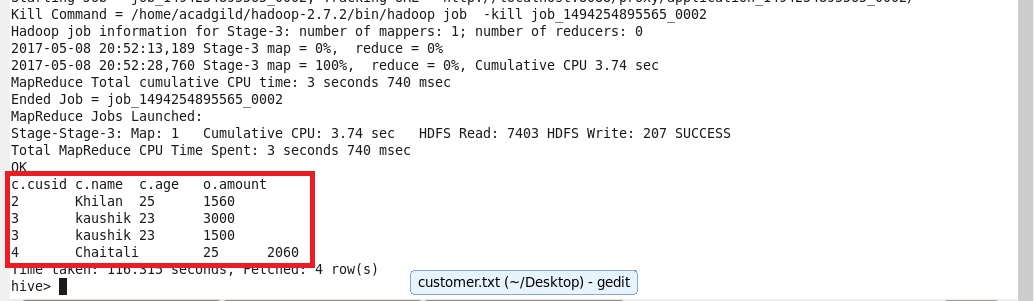 Kill Command = /home/acadgild/hadoop-2.7.2/bin/hadoop job  -kill job_1494254895565_0002
Hadoop job information for Stage-3: number of mappers: 1; number of reducers: 0
2017-05-08 20:52:13,189 Stage-3 map = 0%,  reduce = 0%
2017-05-08 20:52:28,760 Stage-3 map = 100%,  reduce = 0%, Cumulative CPU 3.74 sec
MapReduce Total cumulative CPU time: 3 seconds 740 msec
Ended Job = job_1494254895565_0002
MapReduce Jobs Launched:
Stage-Stage-3: Map: 1   Cumulative CPU: 3.74 sec   HDFS Read: 7403 HDFS Write: 207 SUCCESS
Total MapReduce CPU Time Spent: 3 seconds 740 msec
OK
c.cusid c.name  c.age   o.amount
2       Khilan  25      1560
3       kaushik 23      3000
3       kaushik 23      1500
4       Chaitali        25      2060
Time taken: 116.315 seconds, Fetched: 4 row(s)
hive>
customer.txt (~/Desktop) - gedit